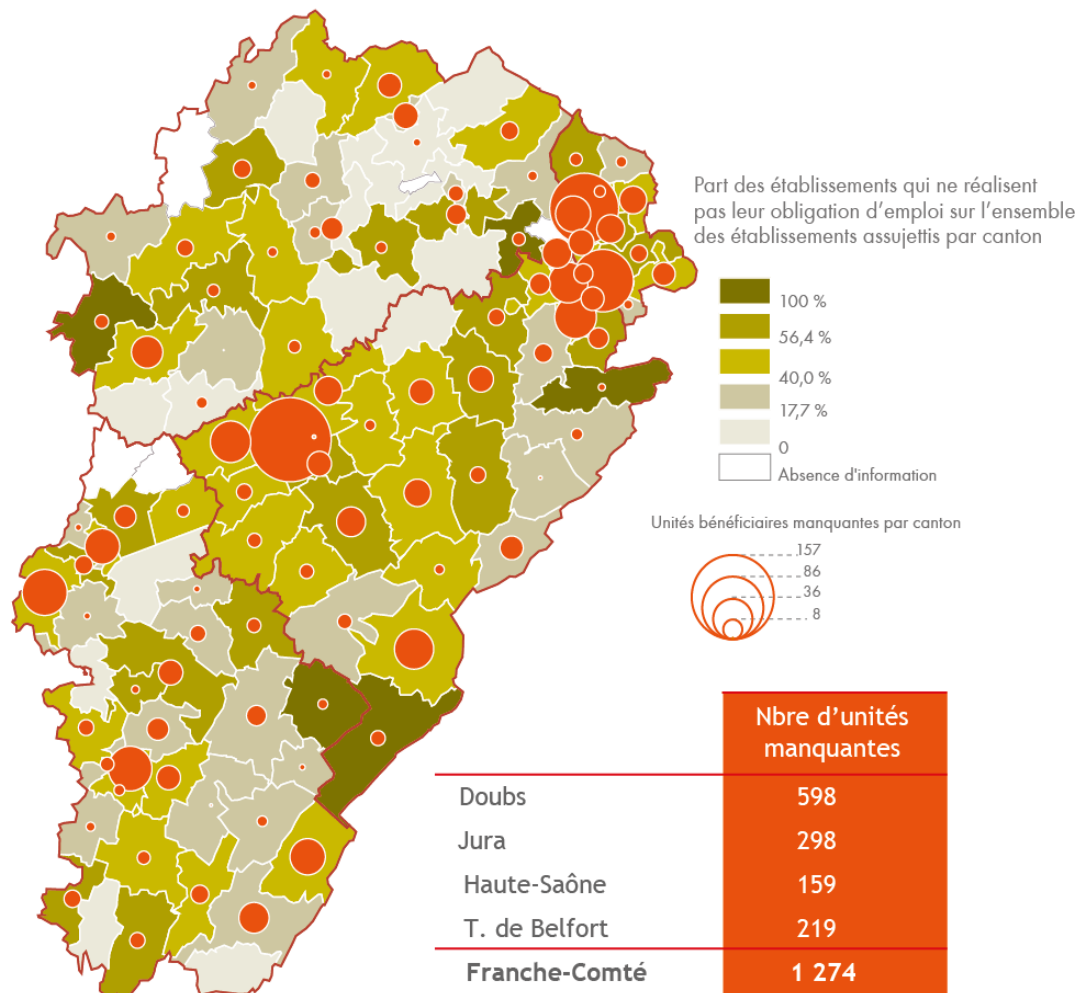 Part des établissements qui ne réalisent
pas leur obligation d'emploi sur l'ensemble
des établissements assujettis par canton
100 %
56,4 %
40,0 %
17,7 %
0
Absence d'information
Unités bénéficiaires manquantes par canton
157
86
36
8
Nbre d'unités
manquantes
Doubs 598
Jura 298
Haute-Saône 159
T. de Belfort 219
Franche-Comté 1 274